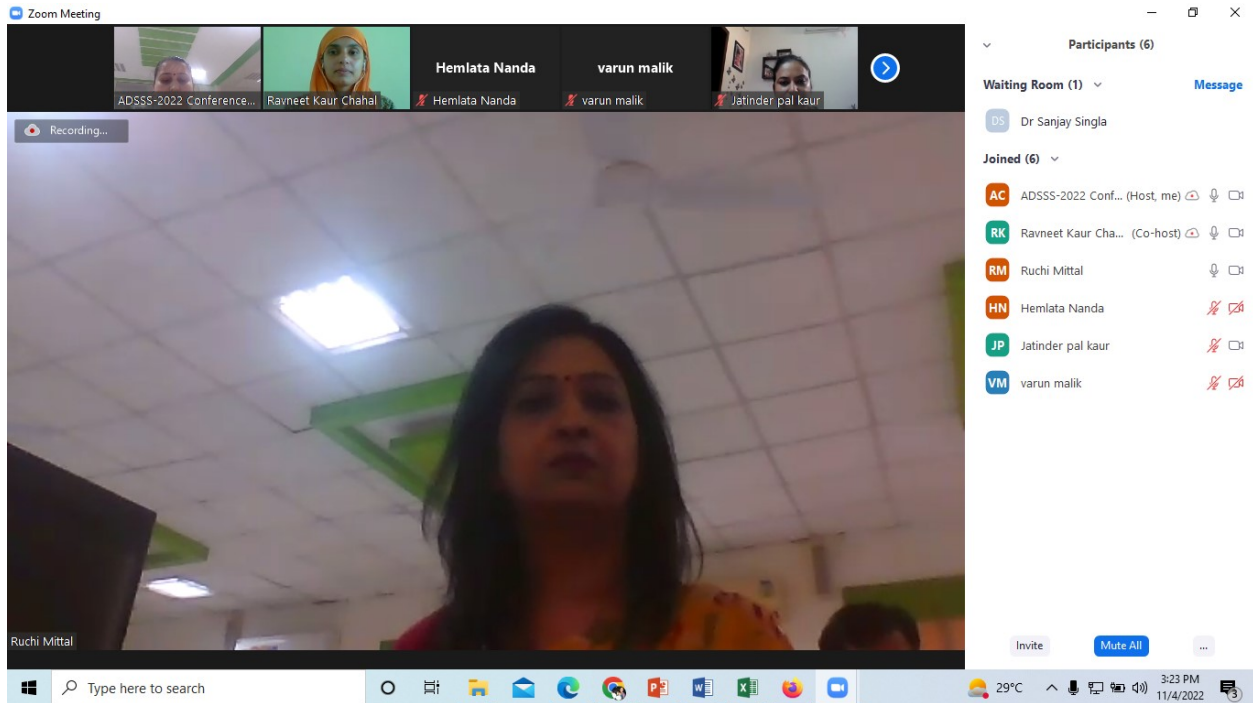 Zoom Meeting
ADSSS-2022 Conference...
Ravneet Kaur Chahal
Hemlata Nanda
Hemlata Nanda
varun malik
varun malik
Jatinder pal kaur
Recording...
Ruchi Mittal
Participants (6)
Waiting Room (1)
Message
DS Dr Sanjay Singla
Joined (6)
AC ADSSS-2022 Conf... (Host, me)
RK Ravneet Kaur Cha... (Co-host)
RM Ruchi Mittal
HN Hemlata Nanda
JP Jatinder pal kaur
VM varun malik
Invite
Mute All
...
Type here to search
29°C
3:23 PM
11/4/2022
3